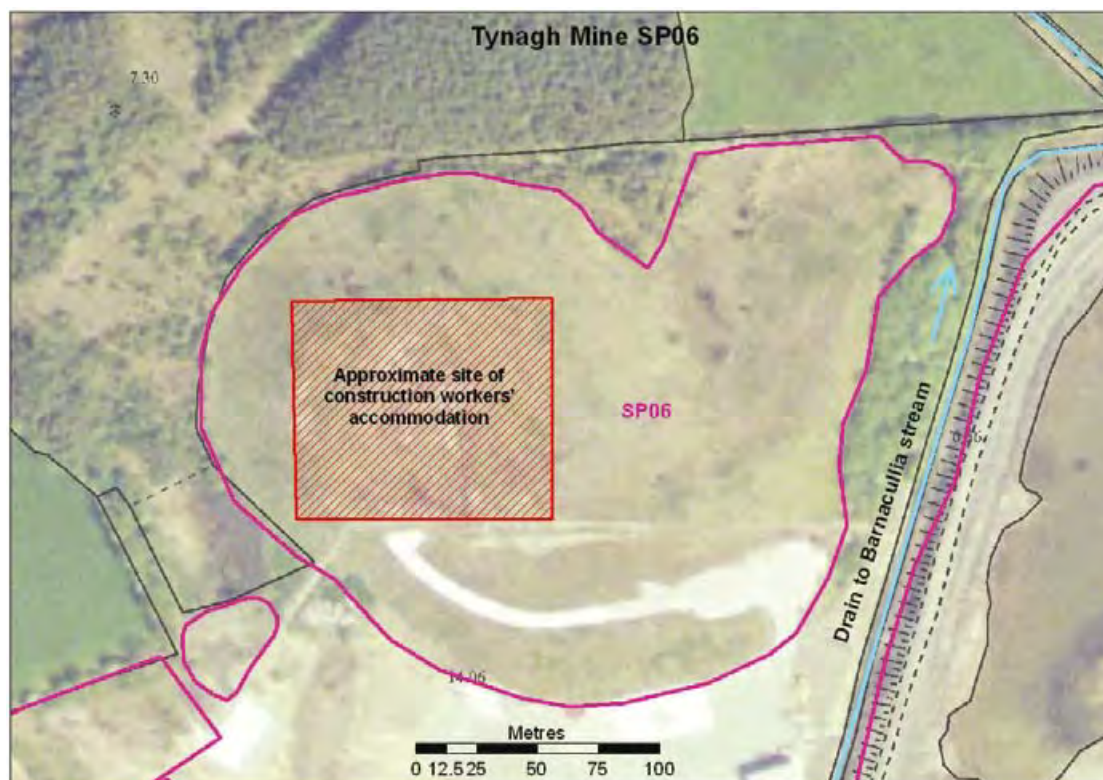 Tynagh Mine SP06
7.30
Approximate site of
construction workers'
accommodation
SP06
Drain to Barnacullia stream
14.06
Metres
0 12.5 25 50 75 100